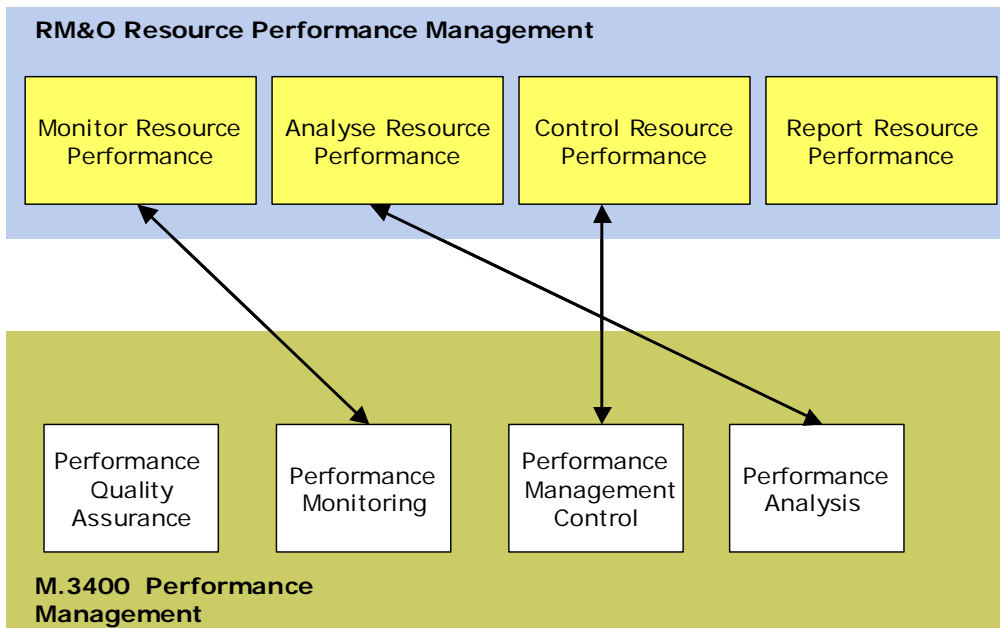 RM&O Resource Performance Management
Monitor Resource
Performance
Analyse Resource
Performance
Control Resource
Performance
Report Resource
Performance
Performance
Quality
Assurance
Performance
Monitoring
Performance
Management
Control
Performance
Analysis
M.3400 Performance
Management